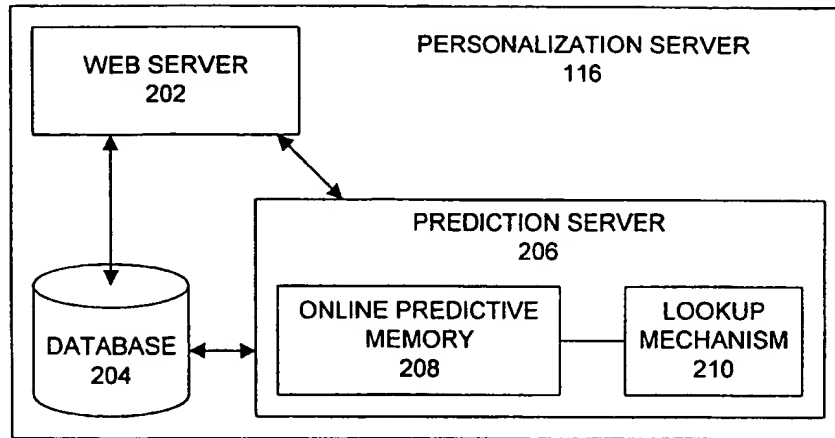 WEB SERVER
202
PERSONALIZATION SERVER
116
PREDICTION SERVER
206
ONLINE PREDICTIVE
MEMORY
208
LOOKUP
MECHANISM
210
DATABASE
204